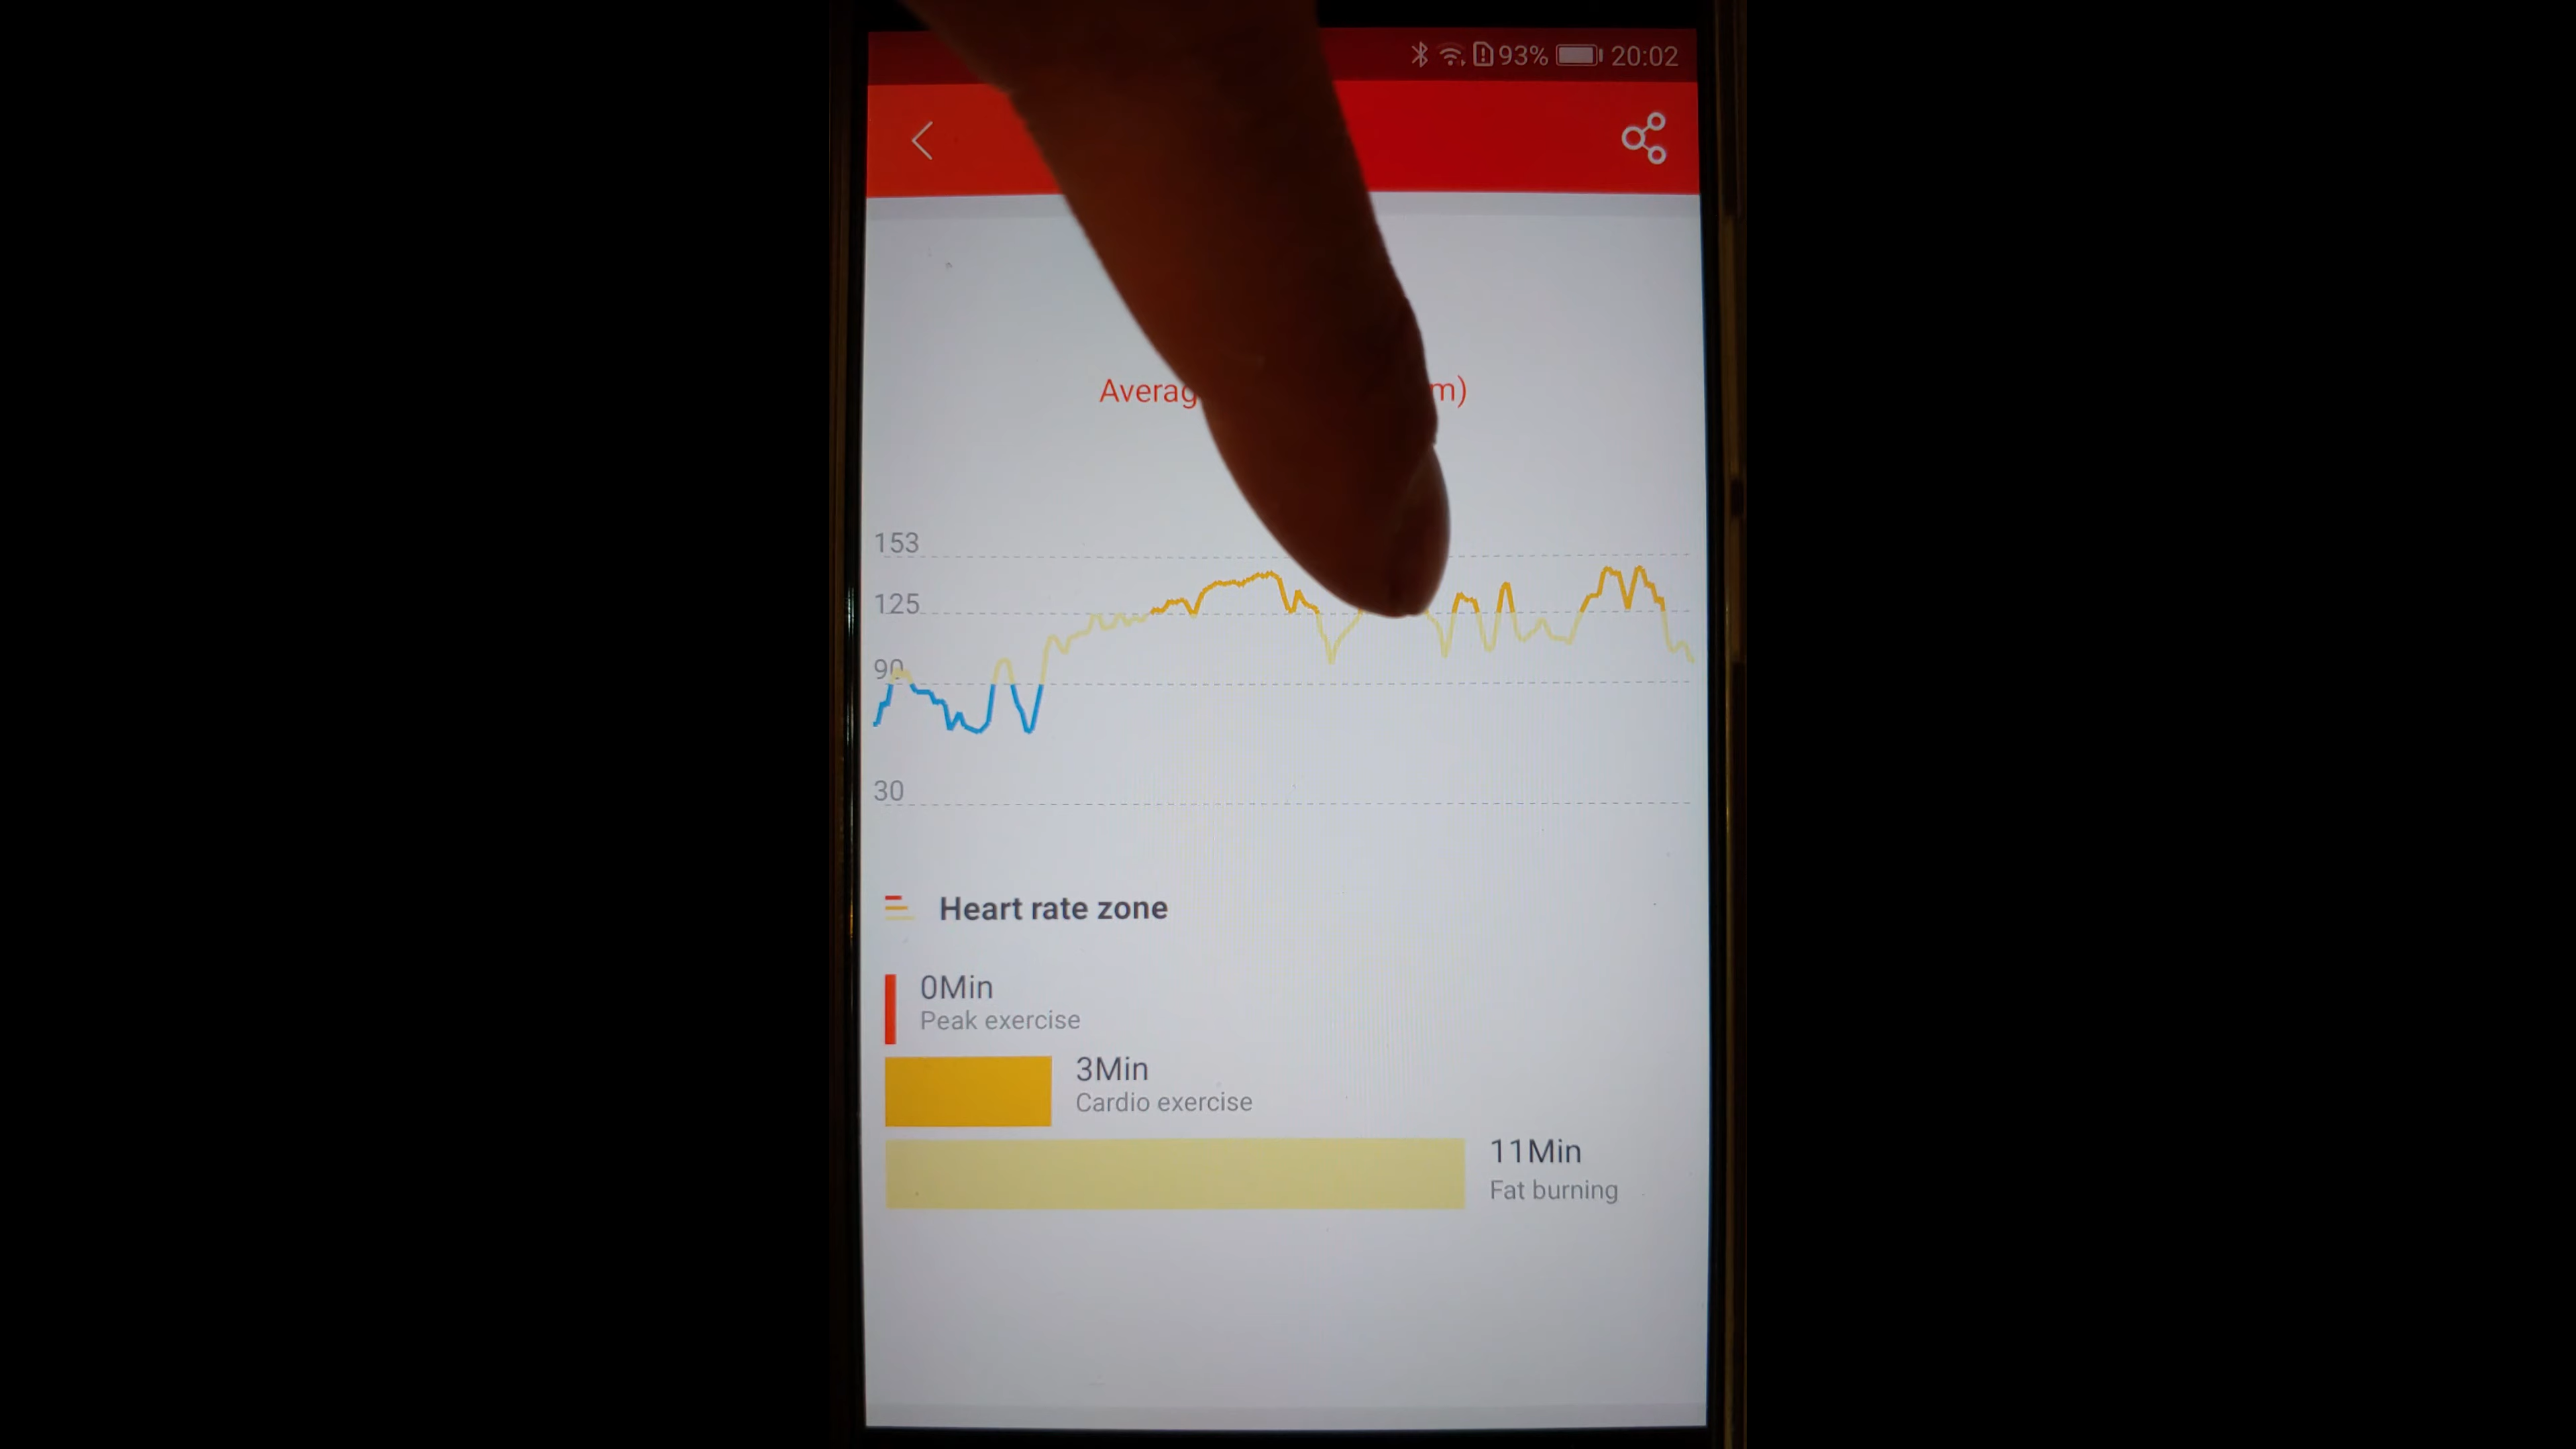 93% 20:02
Averag m)
153
125
90
30
Heart rate zone
0Min
Peak exercise
3Min
Cardio exercise
11Min
Fat burning